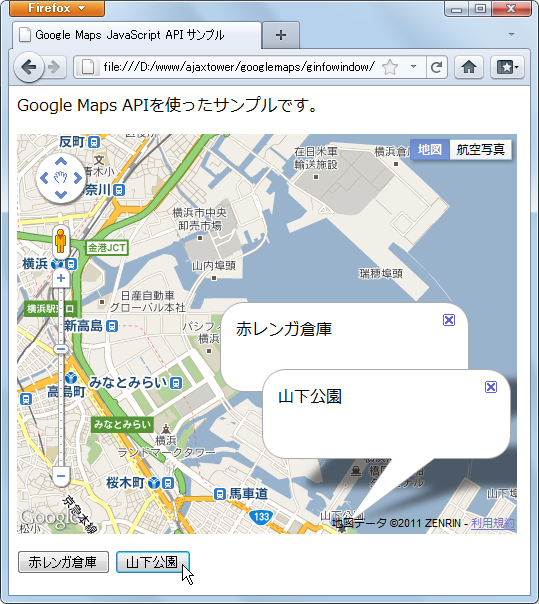 Firefox
Google Maps JavaScript API サンプル
file:///D:/www/ajaxtower/googlemaps/ginfowindow/
Google Maps APIを使ったサンプルです。
地図 航空写真
反町
青木小
神奈川
在日米軍
輸送施設
横浜
横浜市中央
卸売市場
金港JCT
横浜
山内埠頭
瑞穂埠頭
日産自動車
グローバル本社
横浜駅
新高島
パシフィ
赤レンガ倉庫
高島町
みなとみらい
山下公園
みなとみらい
横浜
ランドマークタワー
桜木町
馬車道
133
京急本線
Google
地図データ ©2011 ZENRIN - 利用規約
赤レンガ倉庫 山下公園